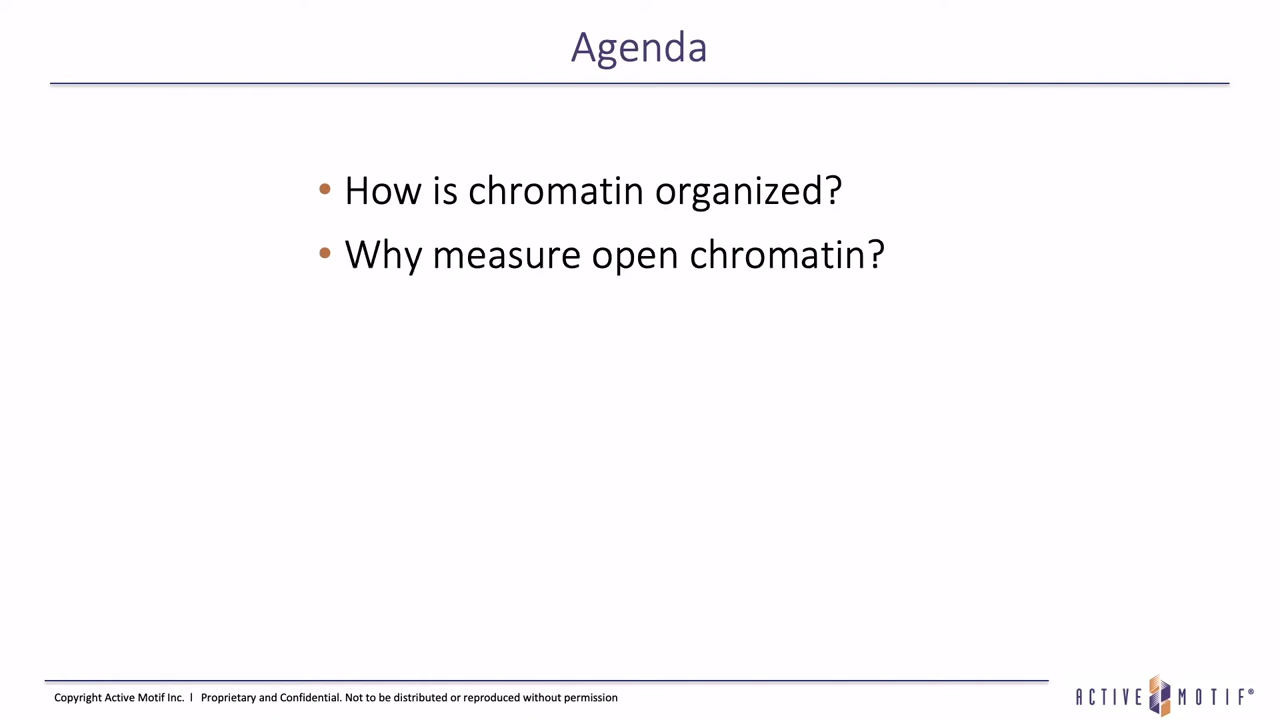 Agenda
• How is chromatin organized?
• Why measure open chromatin?
Copyright Active Motif Inc. I Proprietary and Confidential. Not to be distributed or reproduced without permission
ACTIVE MOTIF®